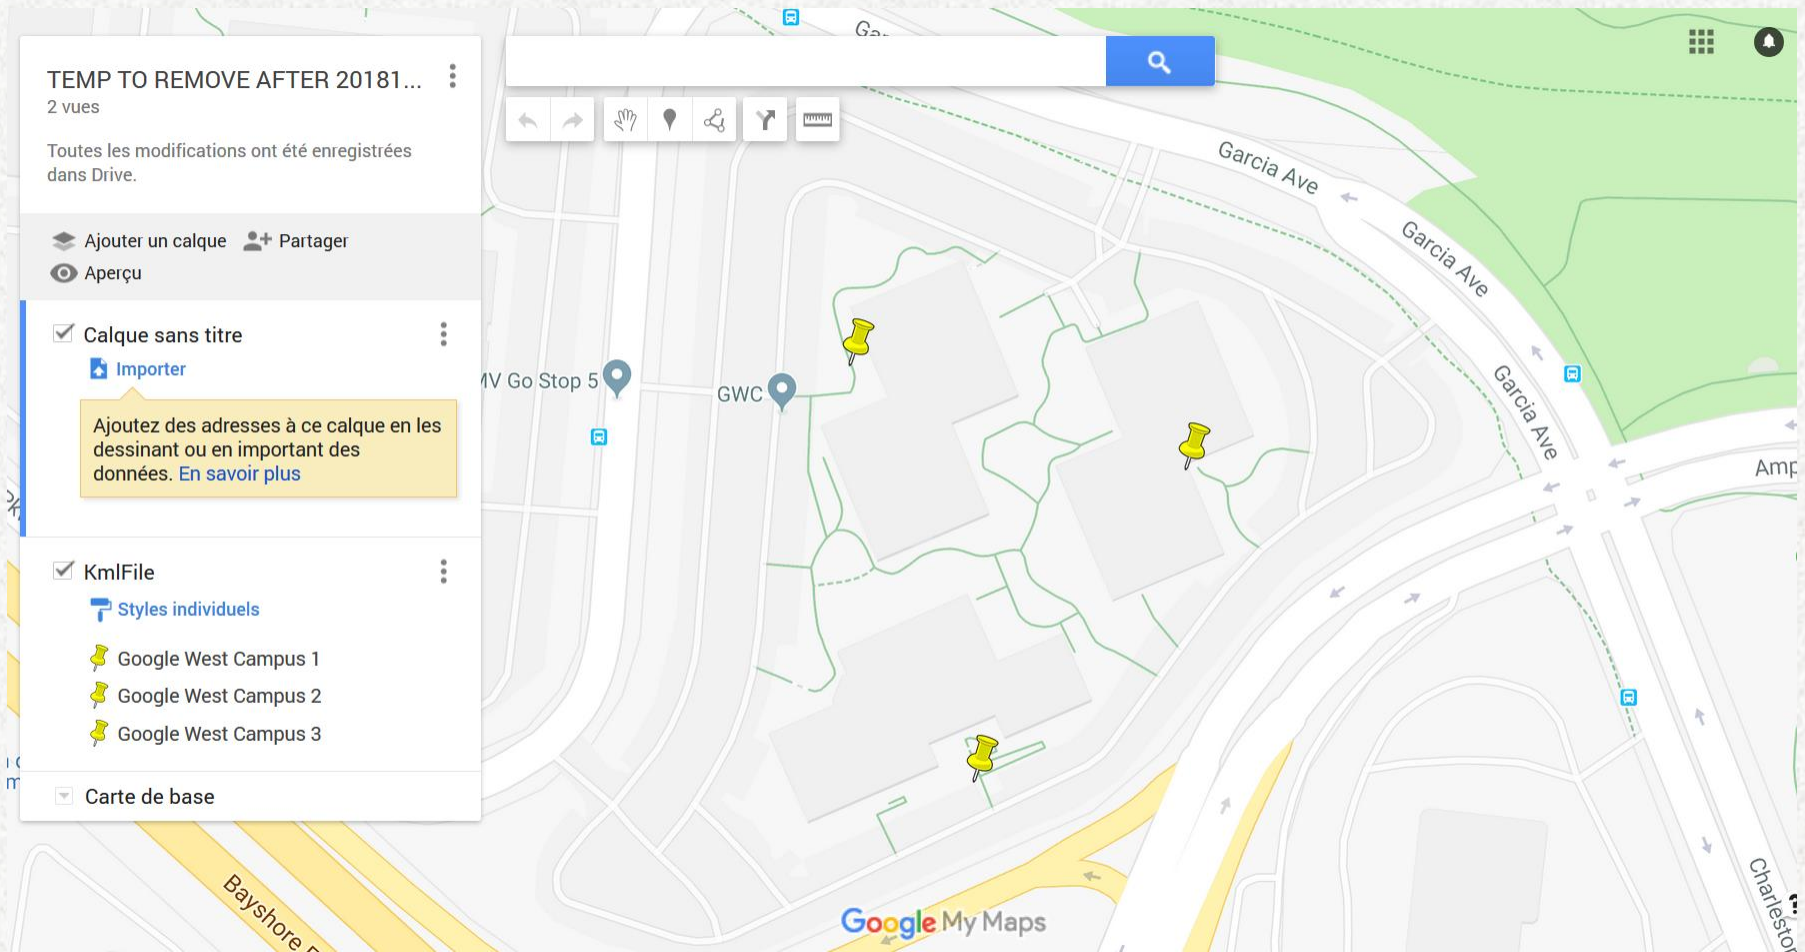 TEMP TO REMOVE AFTER 20181...
2 vues
Toutes les modifications ont été enregistrées
dans Drive.
Ajouter un calque
Partager
Aperçu
Calque sans titre
Importer
Ajoutez des adresses à ce calque en les
dessinant ou en important des
données. En savoir plus
KmlFile
Styles individuels
Google West Campus 1
Google West Campus 2
Google West Campus 3
Carte de base
Garcia Ave
Garcia Ave
Garcia Ave
MV Go Stop 5
GWC
Amp
Bayshore
Charlesto
Google My Maps